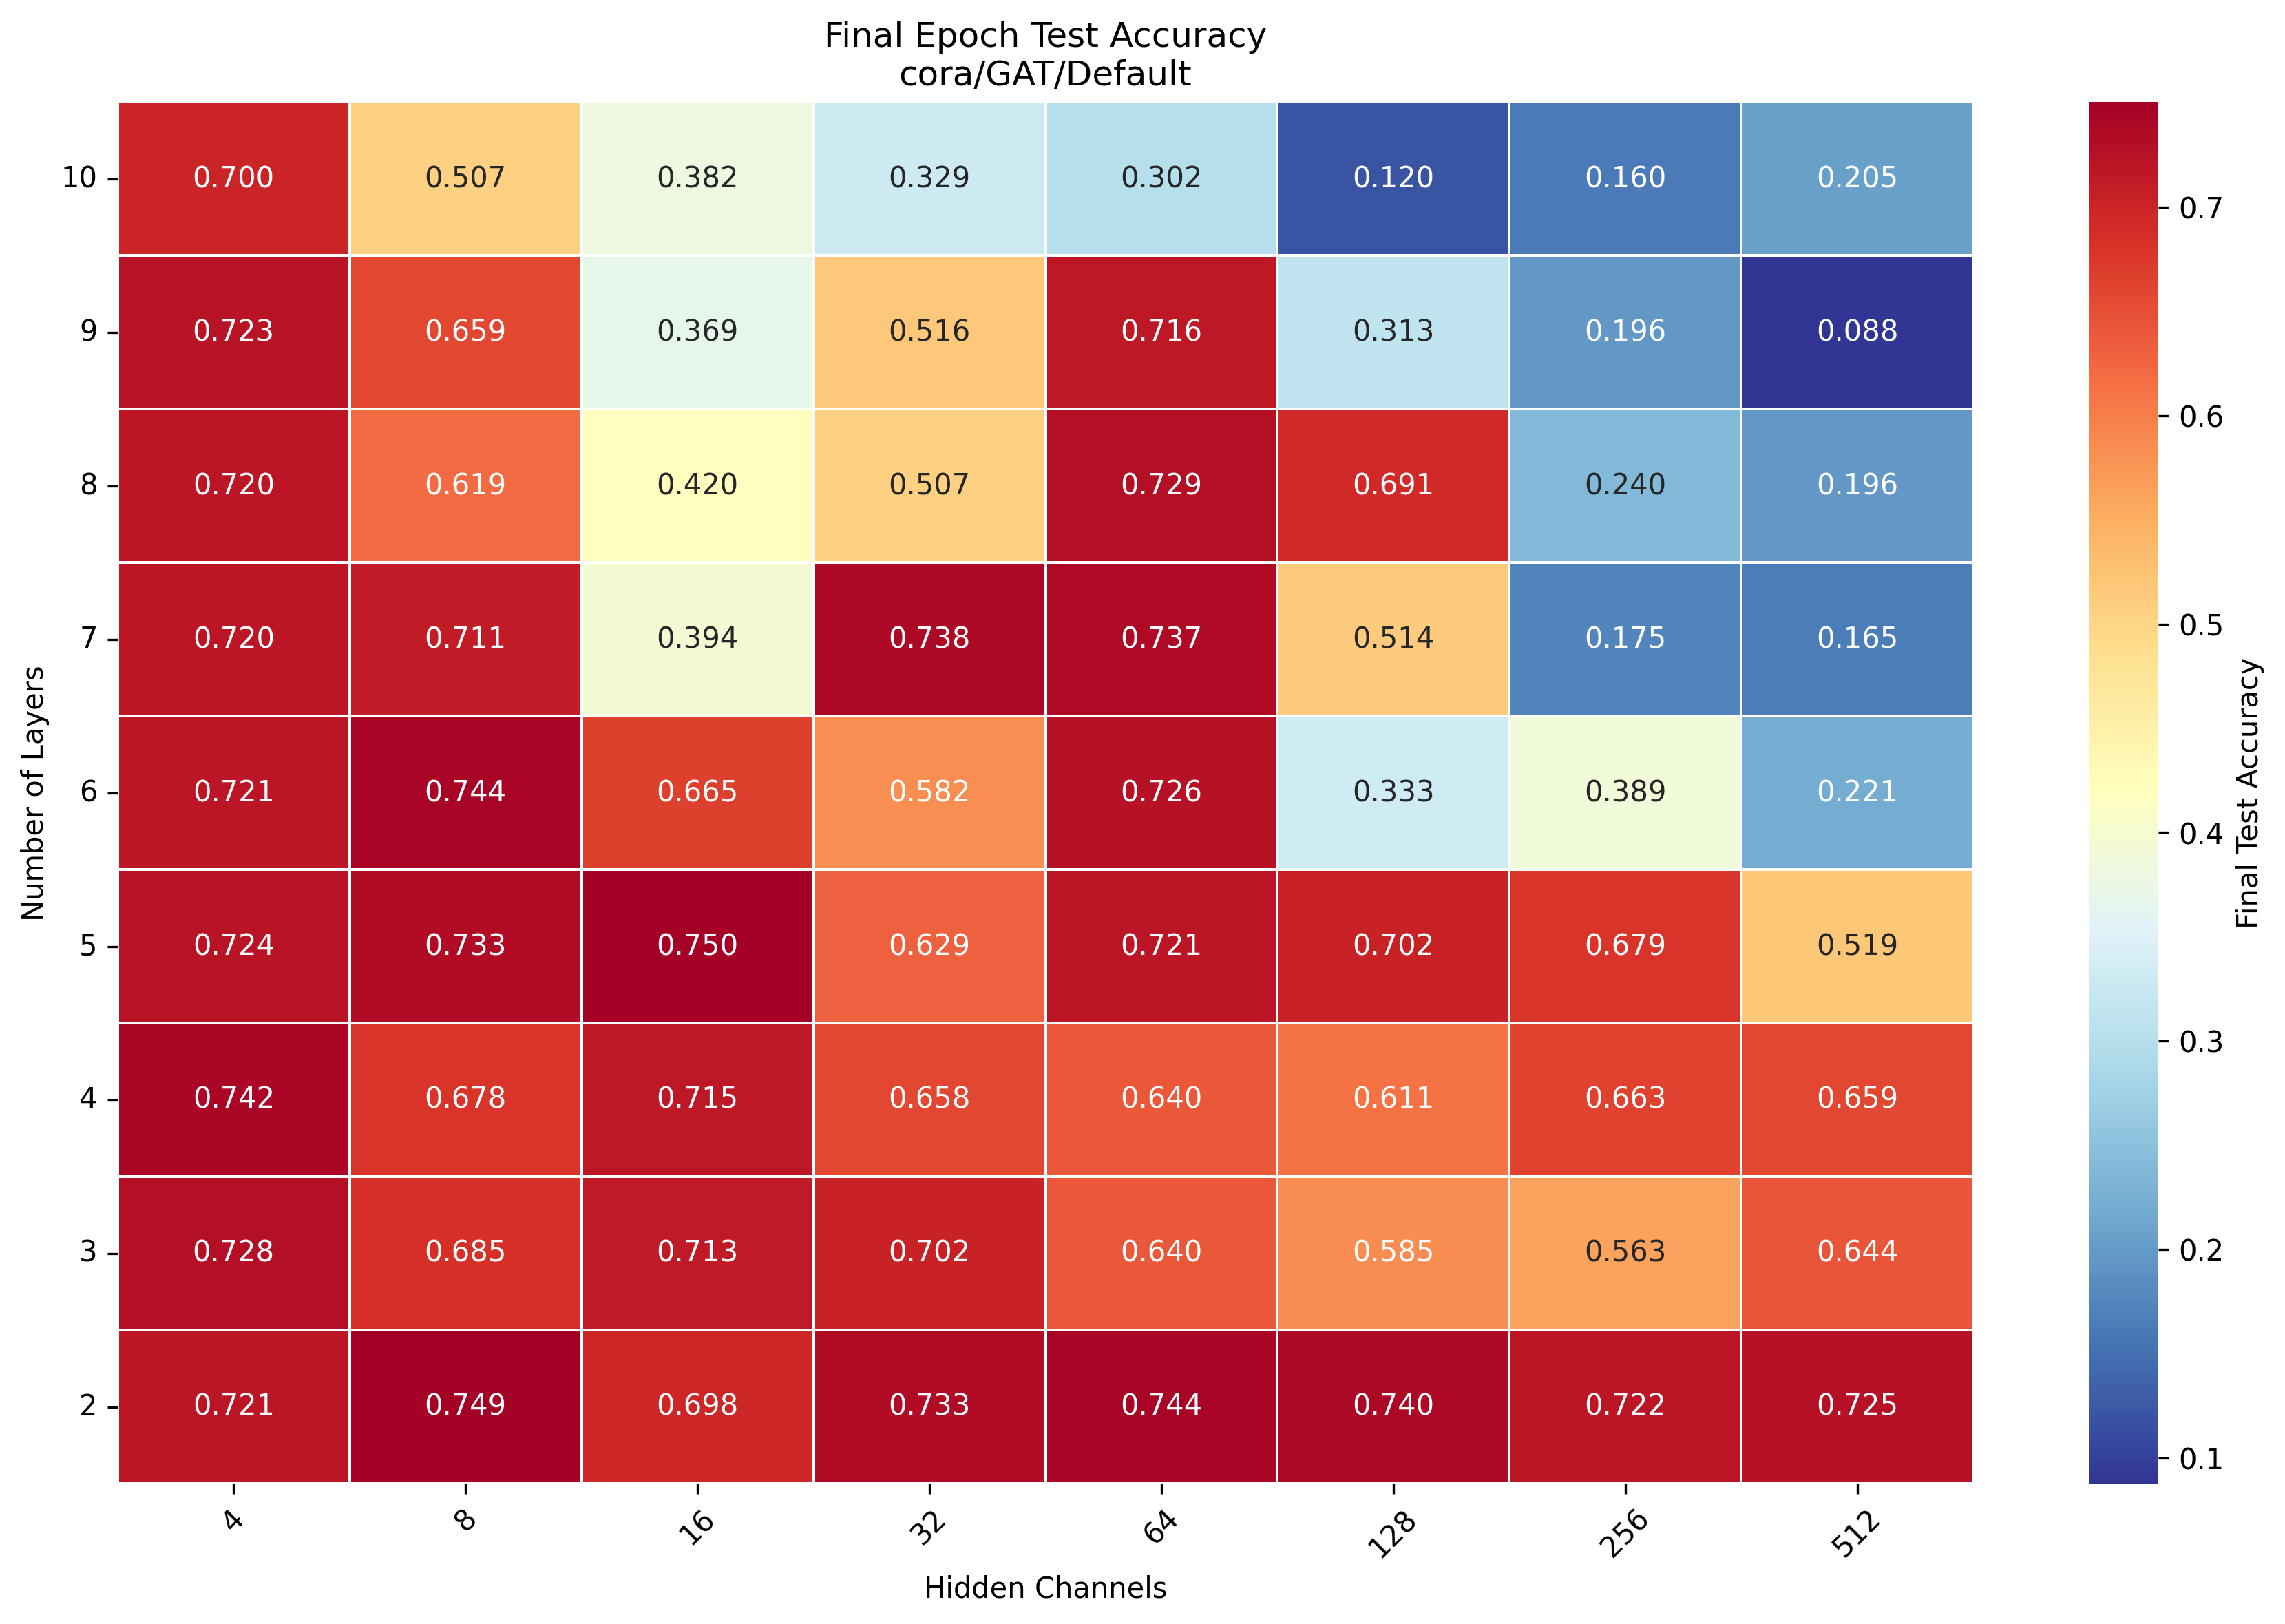 Final Epoch Test Accuracy
cora/GAT/Default
10 0.700 0.507 0.382 0.329 0.302 0.120 0.160 0.205
9 0.723 0.659 0.369 0.516 0.716 0.313 0.196 0.088
8 0.720 0.619 0.420 0.507 0.729 0.691 0.240 0.196
7 0.720 0.711 0.394 0.738 0.737 0.514 0.175 0.165
6 0.721 0.744 0.665 0.582 0.726 0.333 0.389 0.221
5 0.724 0.733 0.750 0.629 0.721 0.702 0.679 0.519
4 0.742 0.678 0.715 0.658 0.640 0.611 0.663 0.659
3 0.728 0.685 0.713 0.702 0.640 0.585 0.563 0.644
2 0.721 0.749 0.698 0.733 0.744 0.740 0.722 0.725
4 8 16 32 64 128 256 512
Hidden Channels
Number of Layers
0.7
0.6
0.5
0.4
0.3
0.2
0.1
Final Test Accuracy